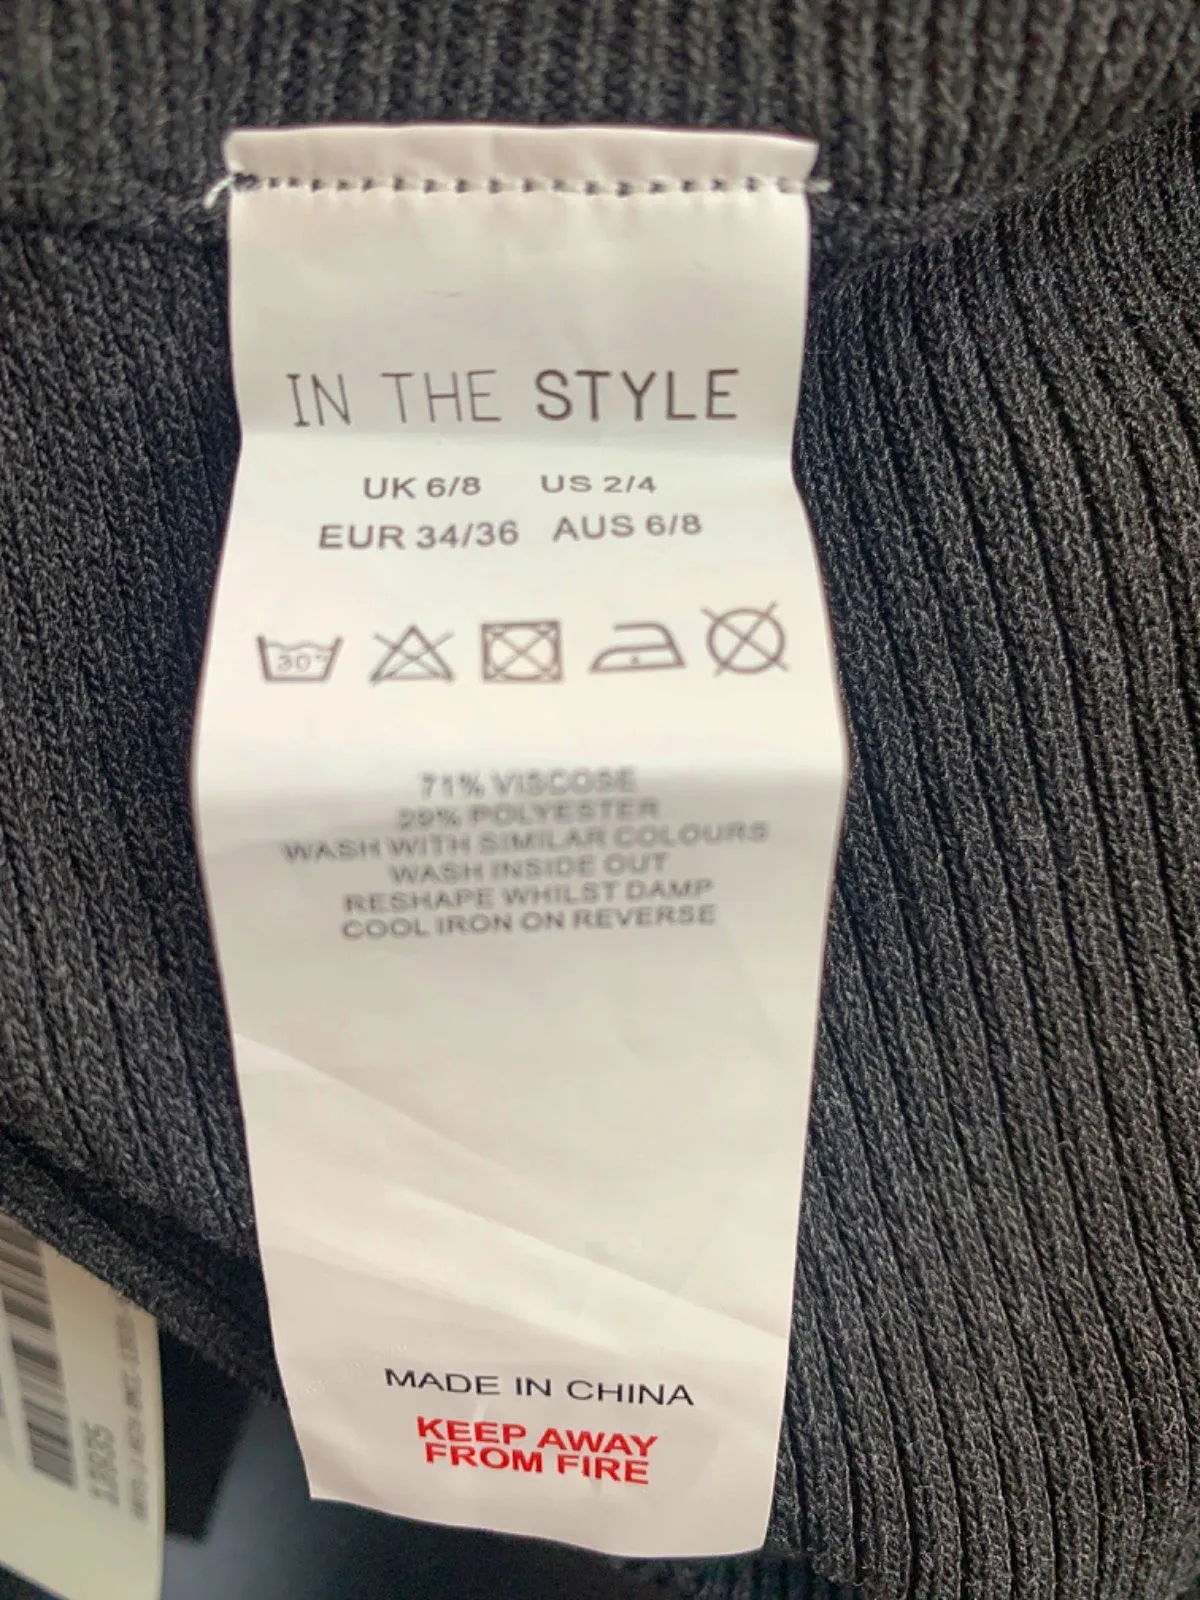 IN THE STYLE
UK 6/8 US 2/4
EUR 34/36 AUS 6/8
30°
71% VISCOSE
29% POLYESTER
WASH WITH SIMILAR COLOURS
WASH INSIDE OUT
RESHAPE WHILST DAMP
COOL IRON ON REVERSE
MADE IN CHINA
KEEP AWAY
FROM FIRE